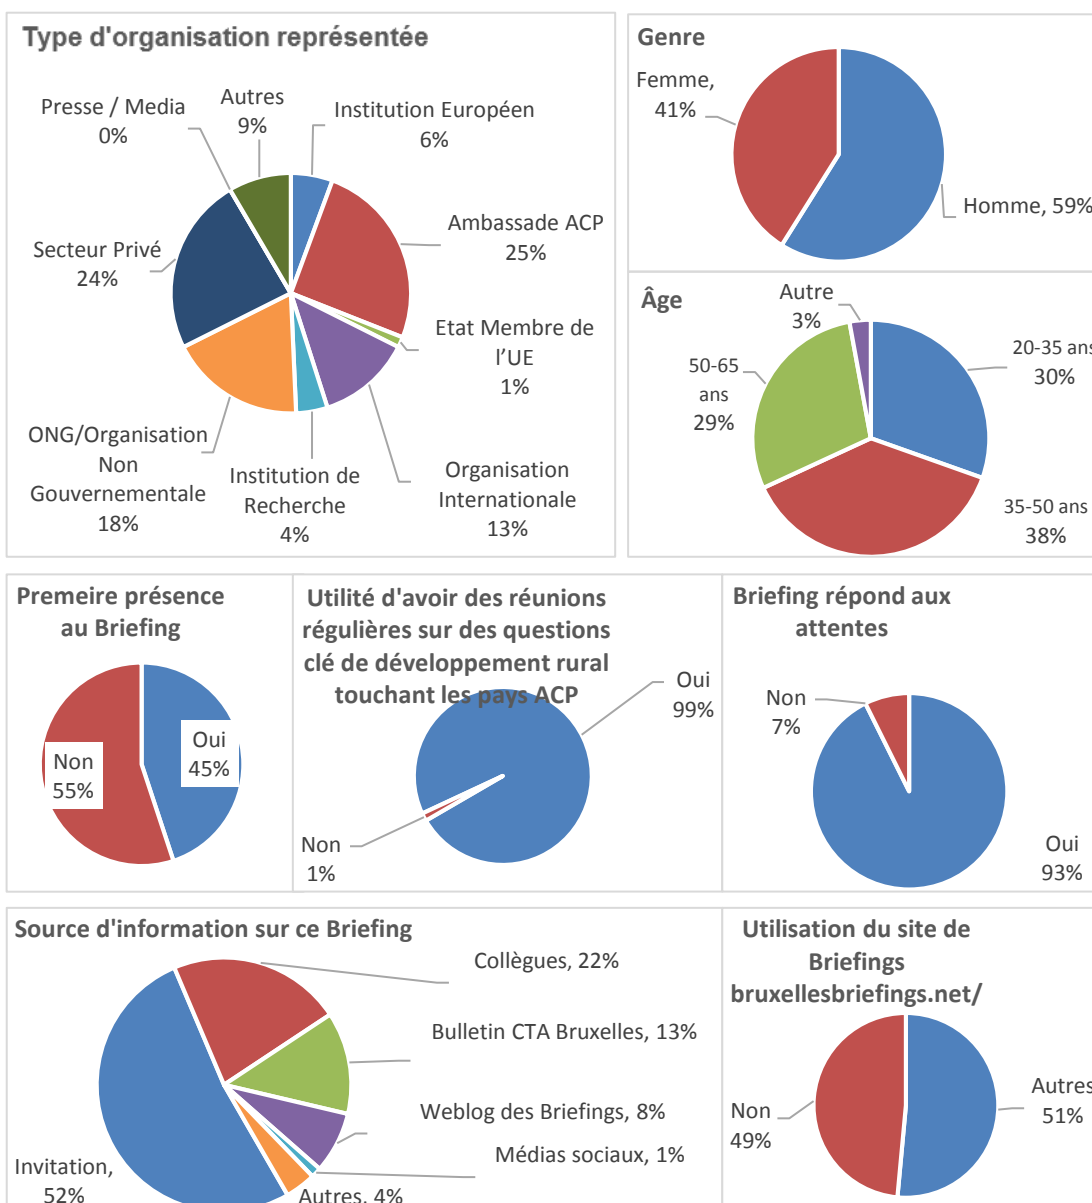 Type d'organisation représentée
Presse / Media
0%
Autres
9%
Institution Européen
6%
Ambassade ACP
25%
Etat Membre de
l'UE
1%
Organisation
Internationale
13%
Institution de
Recherche
4%
ONG/Organisation
Non
Gouvernementale
18%
Secteur Privé
24%
Genre
Femme,
41%
Homme, 59%
Âge
Autre
3%
20-35 ans
30%
35-50 ans
38%
50-65
ans
29%
Premeire présence
au Briefing
Non
55%
Oui
45%
Utilité d'avoir des réunions
régulières sur des questions
clé de développement rural
touchant les pays ACP
Oui
99%
Non
1%
Briefing répond aux
attentes
Non
7%
Oui
93%
Source d'information sur ce Briefing
Collègues, 22%
Bulletin CTA Bruxelles, 13%
Weblog des Briefings, 8%
Médias sociaux, 1%
Autres, 4%
Invitation,
52%
Utilisation du site de
Briefings
bruxellesbriefings.net/
Non
49%
Autres
51%